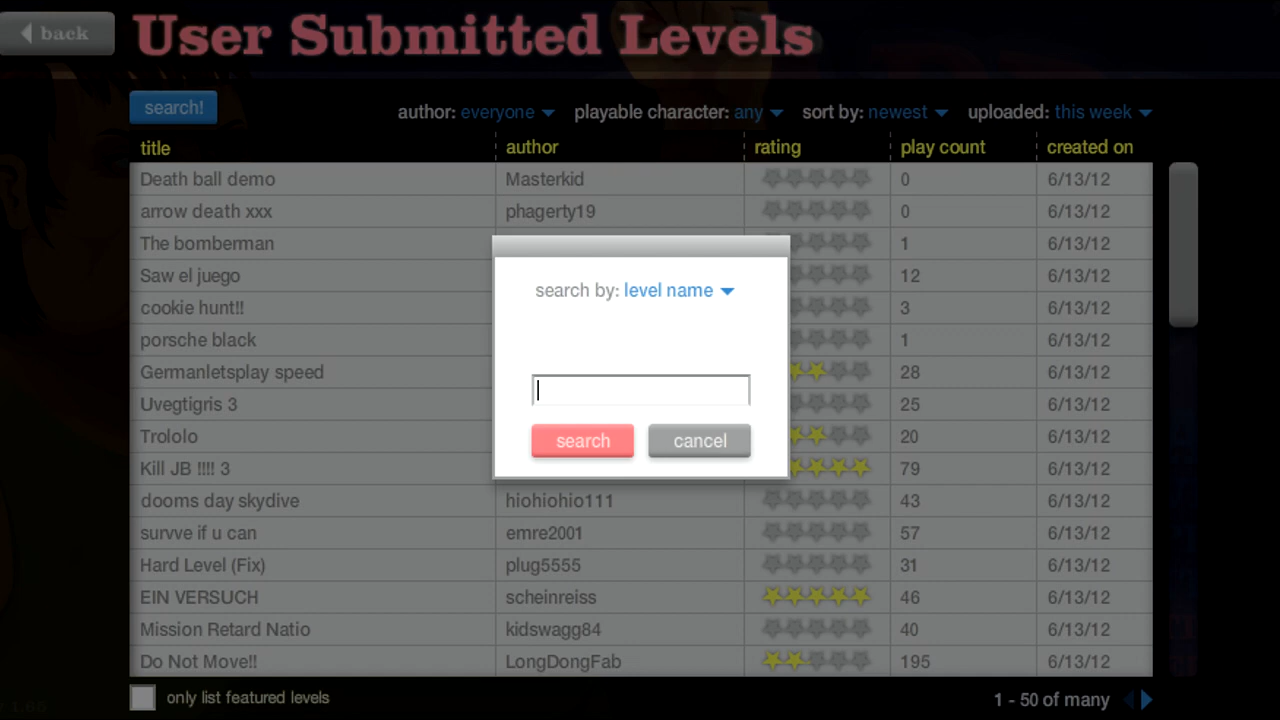 back
User Submitted Levels
search!
author: everyone playable character: any sort by: newest uploaded: this week
title author rating play count created on
Death ball demo Masterkid 0 6/13/12
arrow death xxx phagerty19 0 6/13/12
The bomberman 1 6/13/12
Saw el juego 12 6/13/12
cookie hunt!! 3 6/13/12
porsche black 1 6/13/12
Germanletsplay speed 28 6/13/12
Uvegtigris 3 25 6/13/12
Trololo 20 6/13/12
Kill JB !!!! 3 79 6/13/12
dooms day skydive hiohiohio111 43 6/13/12
survve if u can emre2001 57 6/13/12
Hard Level (Fix) plug5555 31 6/13/12
EIN VERSUCH scheinreiss 46 6/13/12
Mission Retard Natio kidswagg84 40 6/13/12
Do Not Move!! LongDongFab 195 6/13/12
search by: level name
search cancel
only list featured levels 1 - 50 of many